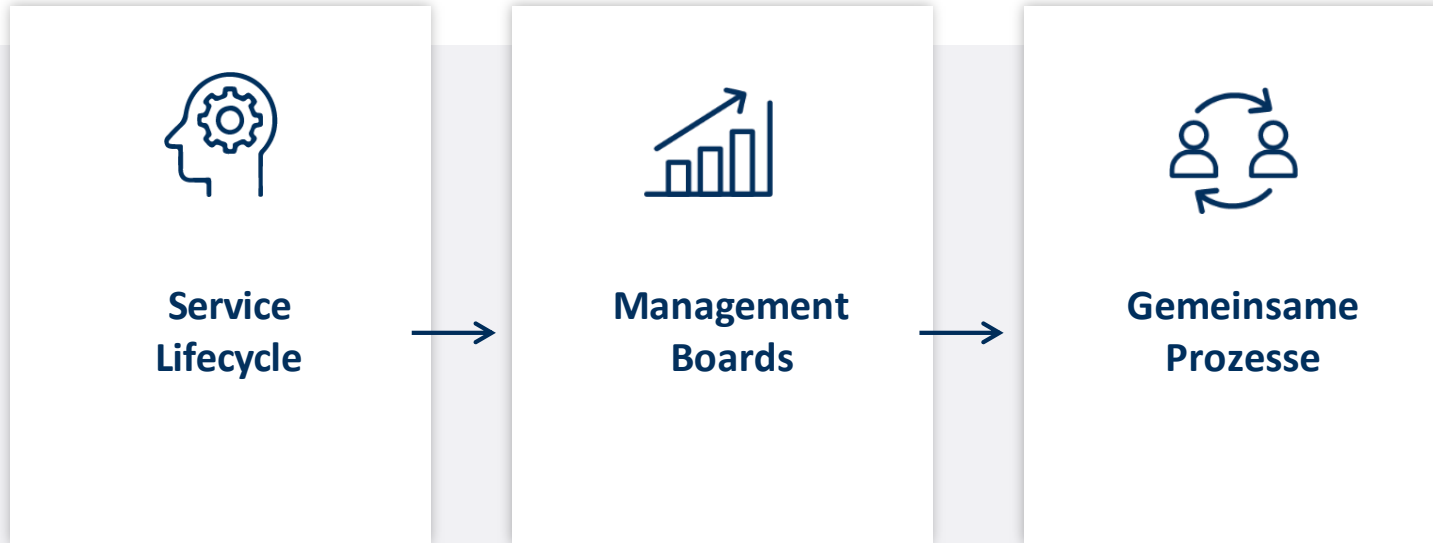 Service
Lifecycle
Management
Boards
Gemeinsame
Prozesse